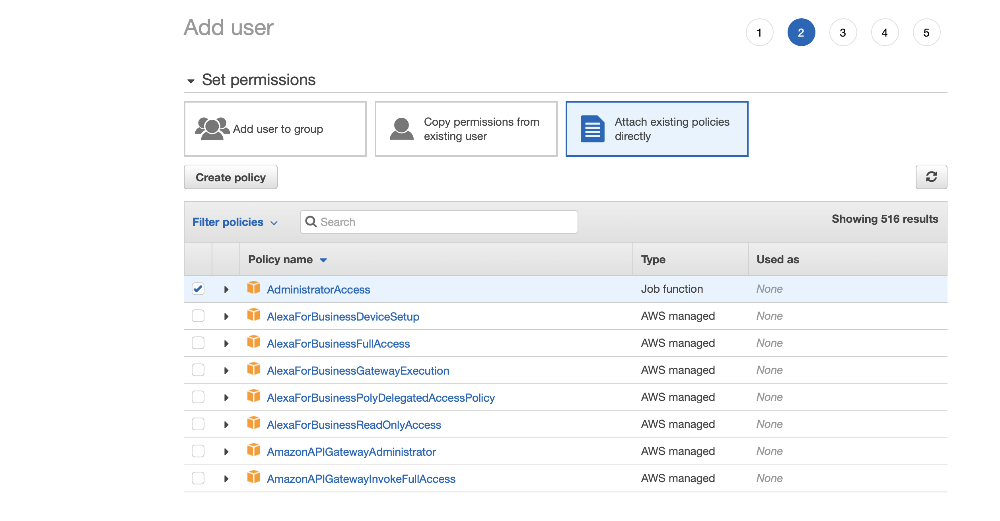 Add user
1 2 3 4 5
Set permissions
Add user to group
Copy permissions from
existing user
Attach existing policies
directly
Create policy
Filter policies
Search
Showing 516 results
Policy name Type Used as
AdministratorAccess Job function None
AlexaForBusinessDeviceSetup AWS managed None
AlexaForBusinessFullAccess AWS managed None
AlexaForBusinessGatewayExecution AWS managed None
AlexaForBusinessPolyDelegatedAccessPolicy AWS managed None
AlexaForBusinessReadOnlyAccess AWS managed None
AmazonAPIGatewayAdministrator AWS managed None
AmazonAPIGatewayInvokeFullAccess AWS managed None